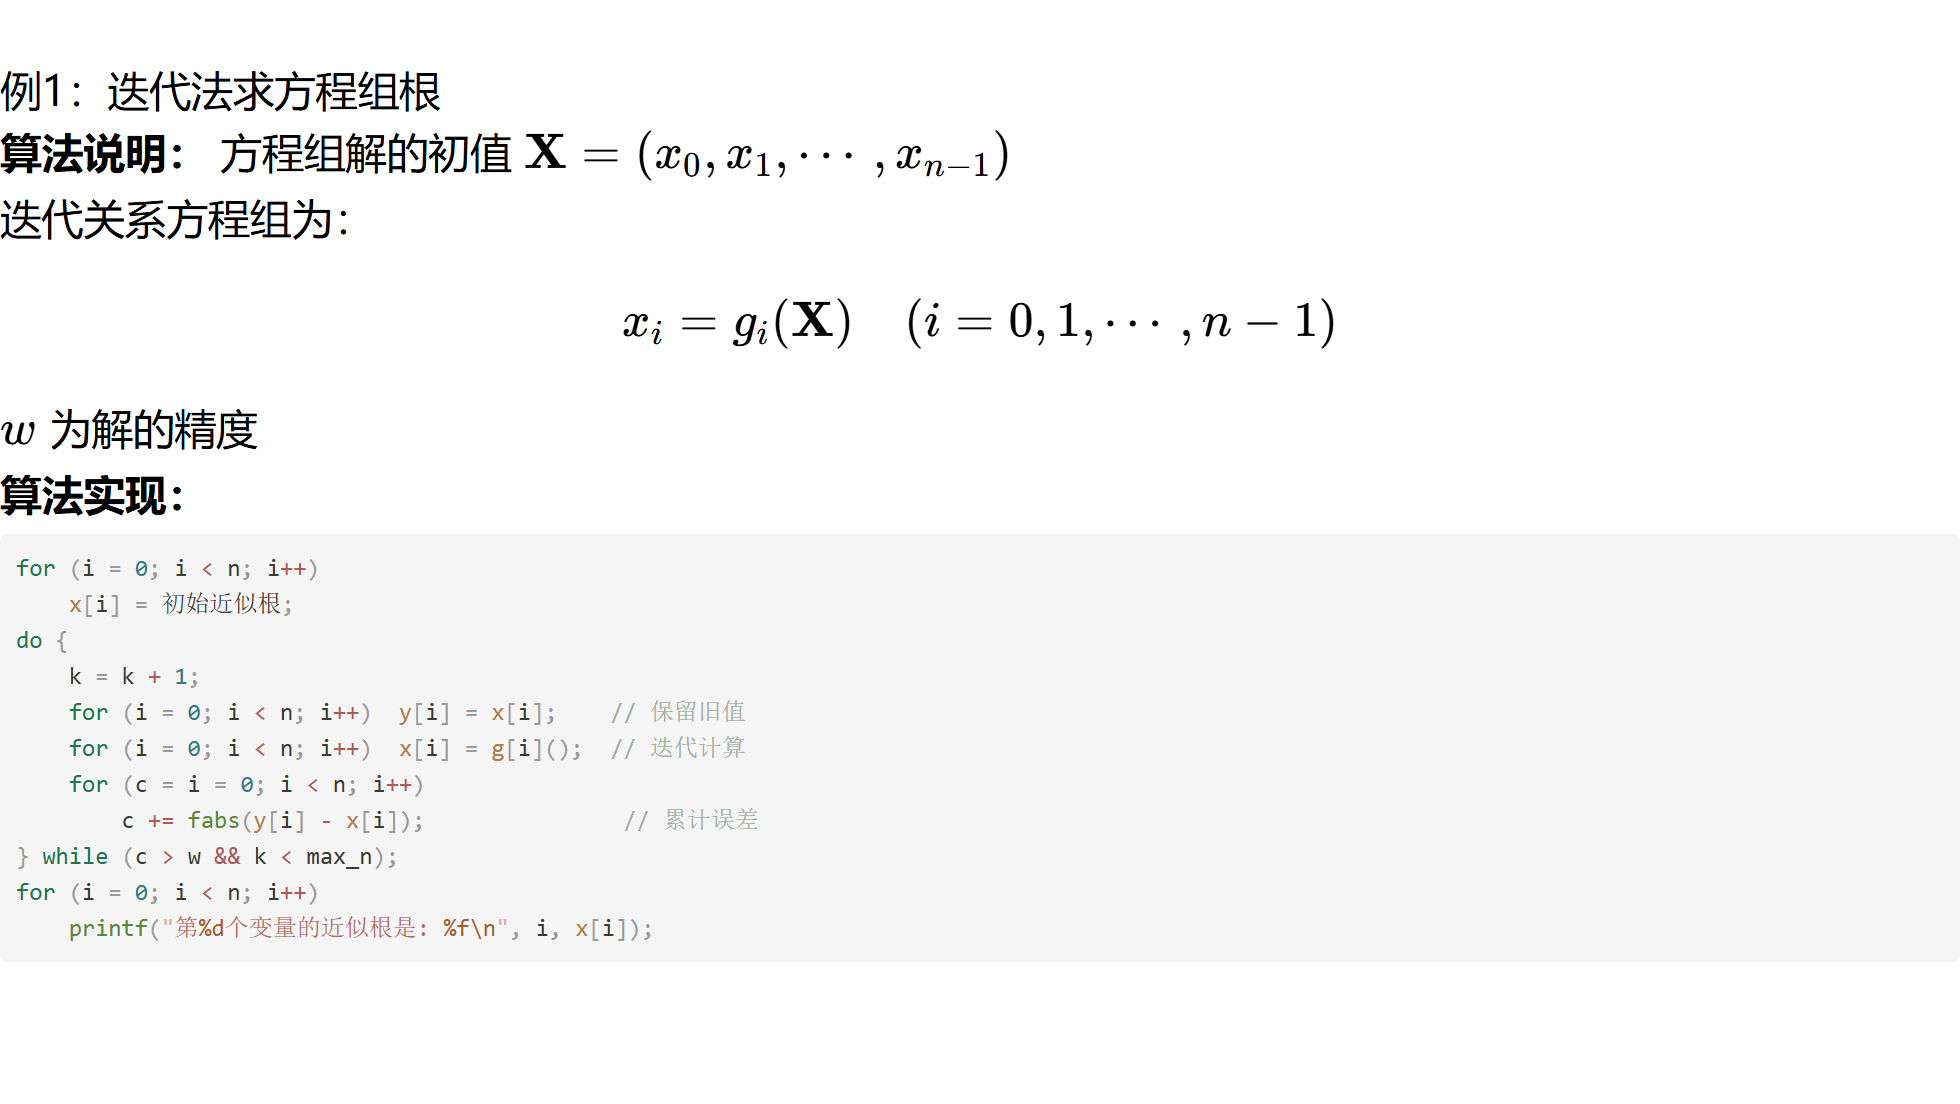 例1：迭代法求方程组根
算法说明： 方程组解的初值 X = (x₀, x₁, ⋯ , xₙ₋₁)
迭代关系方程组为：
xᵢ = gᵢ(X) (i = 0, 1, ⋯ , n − 1)
w 为解的精度
算法实现：
for (i = 0; i < n; i++)
    x[i] = 初始近似根;
do {
    k = k + 1;
    for (i = 0; i < n; i++)  y[i] = x[i];    // 保留旧值
    for (i = 0; i < n; i++)  x[i] = g[i]();  // 迭代计算
    for (c = i = 0; i < n; i++)
        c += fabs(y[i] - x[i]);               // 累计误差
} while (c > w && k < max_n);
for (i = 0; i < n; i++)
    printf("第%d个变量的近似根是: %f\n", i, x[i]);